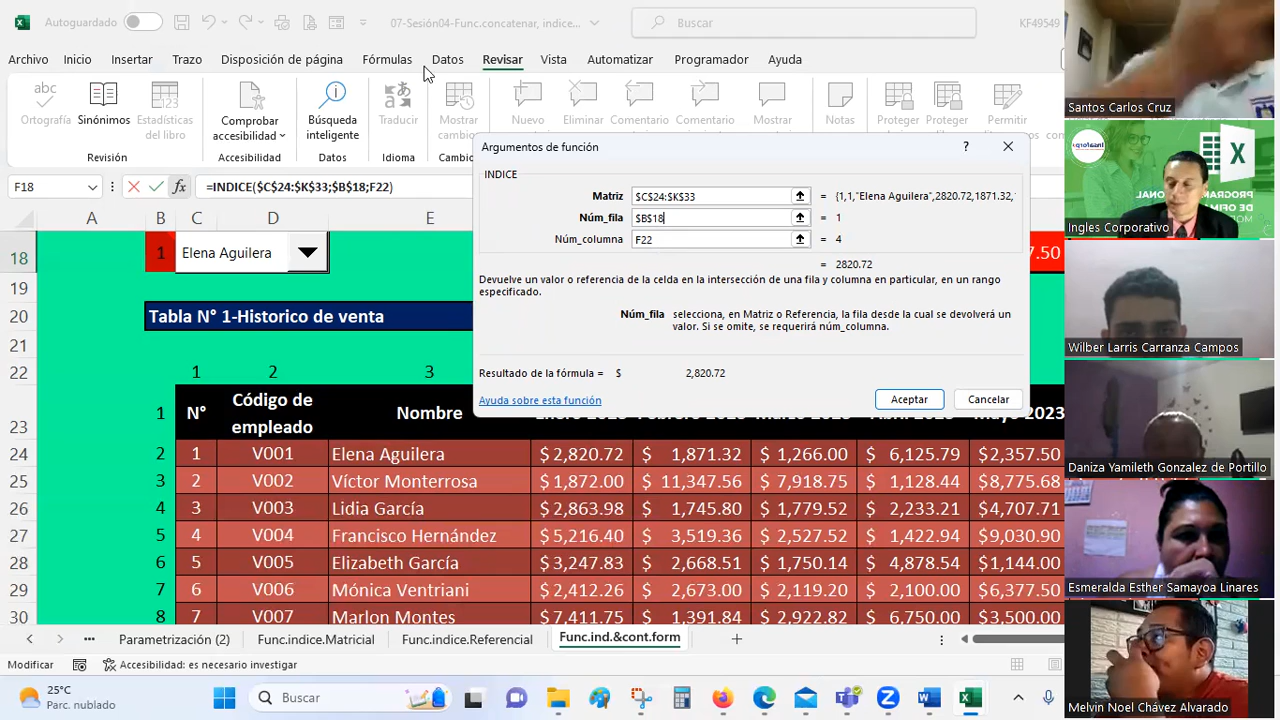 Autoguardado
07-Sesión04-Func.concatenar, indice...
Buscar
KF49549
Archivo Inicio Insertar Trazo Disposición de página Fórmulas Datos Revisar Vista Automatizar Programador Ayuda
abc
Ortografía
Sinónimos
Estadísticas
del libro
Revisión
Comprobar
accesibilidad
Accesibilidad
Búsqueda
inteligente
Datos
Traducir
Idioma
Mostrar
cambios
Nuevo
Eliminar
Comentario
Comentario
Mostrar
Notas
Proteger
Proteger
Permitir
Argumentos de función
? ×
INDICE
Matriz $C$24:$K$33 = {1,1,"Elena Aguilera",2820.72,1871.32,
Núm_fila $B$18 = 1
Núm_columna F22 = 4
= 2820.72
Devuelve un valor o referencia de la celda en la intersección de una fila y columna en particular, en un rango
especificado.
Núm_fila selecciona, en Matriz o Referencia, la fila desde la cual se devolverá un
valor. Si se omite, se requerirá núm_columna.
Resultado de la fórmula = $ 2,820.72
Ayuda sobre esta función
Aceptar
Cancelar
F18
fx
=INDICE($C$24:$K$33;$B$18;F22)
A B C D E
18 1 Elena Aguilera 7.50
19
20 Tabla N° 1-Historico de venta
21
22 1 2 3
23 1 N° Código de
empleado Nombre
24 2 1 V001 Elena Aguilera $ 2,820.72 $ 1,871.32 $ 1,266.00 $ 6,125.79 $2,357.50
25 3 2 V002 Víctor Monterrosa $ 1,872.00 $ 11,347.56 $ 7,918.75 $ 1,128.44 $8,775.68
26 4 3 V003 Lidia García $ 2,863.98 $ 1,745.80 $ 1,779.52 $ 2,233.21 $4,707.71
27 5 4 V004 Francisco Hernández $ 5,216.40 $ 3,519.36 $ 2,527.52 $ 1,422.94 $9,030.90
28 6 5 V005 Elizabeth García $ 3,247.83 $ 2,668.51 $ 1,750.14 $ 4,878.54 $1,144.00
29 7 6 V006 Mónica Ventriani $ 2,412.26 $ 2,673.00 $ 2,119.20 $ 2,100.00 $6,377.50
30 8 7 V007 Marlon Montes $ 7,411.75 $ 1,391.84 $ 2,922.82 $ 6,750.00 $3,500.00
Parametrización (2) Func.indice.Matricial Func.indice.Referencial Func.ind.&cont.form
Modificar
Accesibilidad: es necesario investigar
25°C
Parc. nublado
Buscar
Santos Carlos Cruz
Insaforp
Ingles Corporativo
Wilber Larris Carranza Campos
Daniza Yamileth Gonzalez de Portillo
Esmeralda Esther Samayoa Linares
Melvin Noel Chávez Alvarado